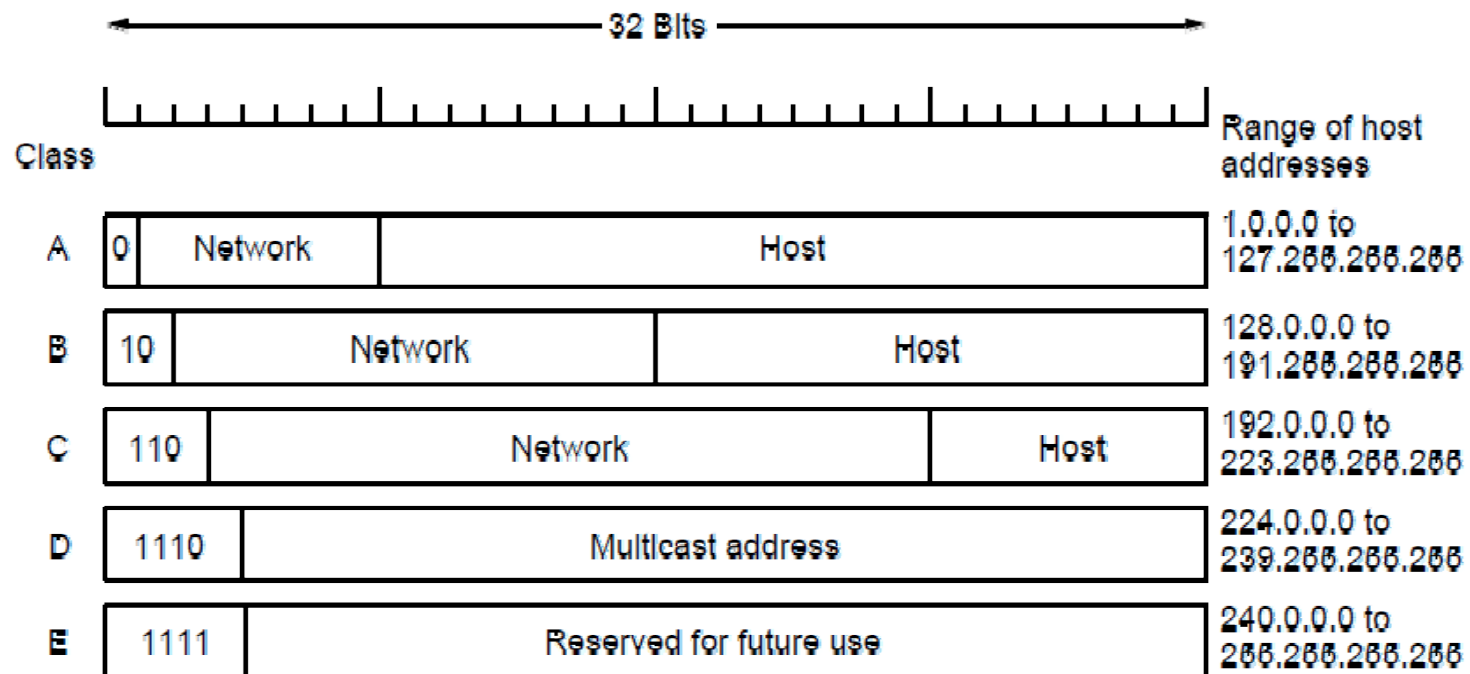 32 Bits
Class
Range of host
addresses
A
0
Network
Host
1.0.0.0 to
127.255.255.255
B
10
Network
Host
128.0.0.0 to
191.255.255.255
C
110
Network
Host
192.0.0.0 to
223.255.255.255
D
1110
Multicast address
224.0.0.0 to
239.255.255.255
E
1111
Reserved for future use
240.0.0.0 to
255.255.255.255